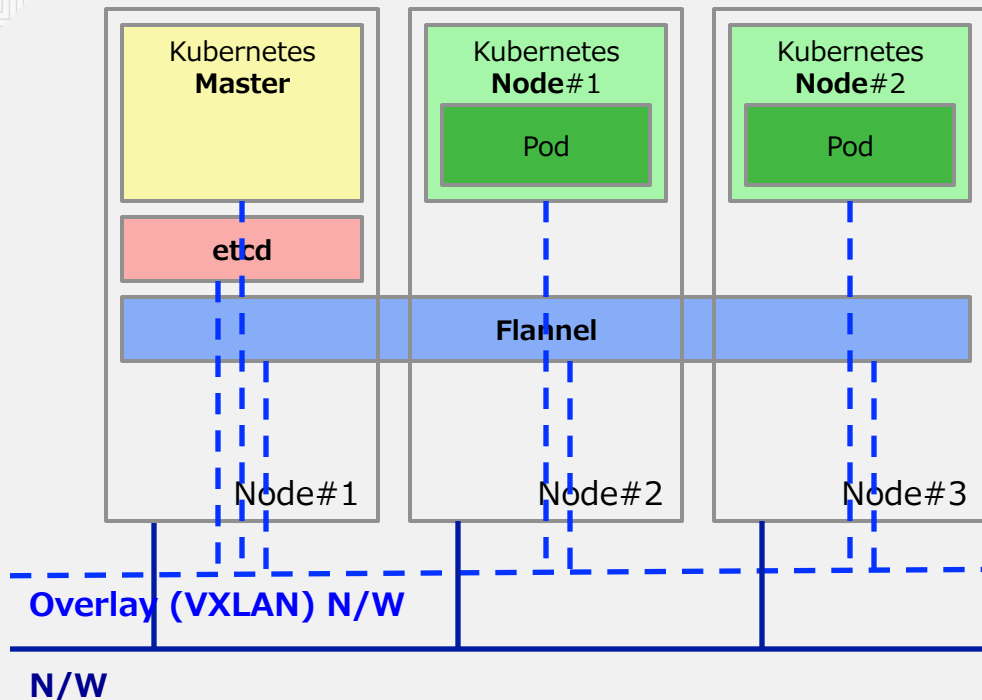 Kubernetes
Master
Kubernetes
Node#1
Pod
Kubernetes
Node#2
Pod
etcd
Flannel
Node#1
Node#2
Node#3
Overlay (VXLAN) N/W
N/W